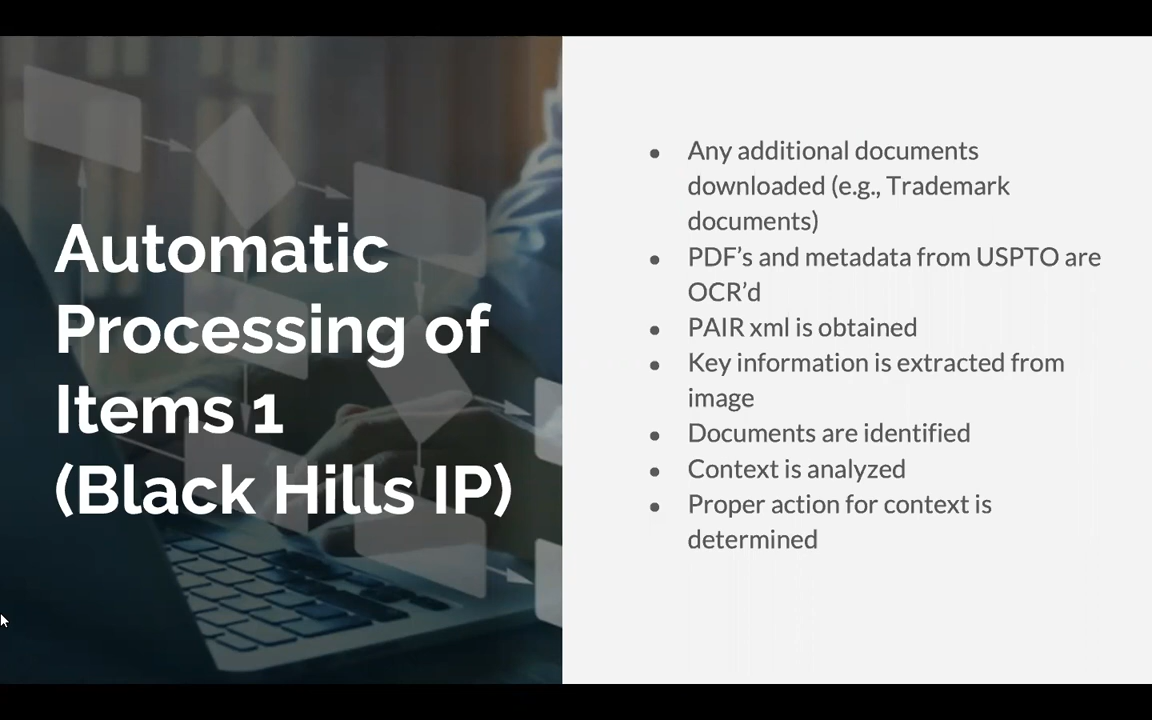 Automatic
Processing of
Items 1
(Black Hills IP)
● Any additional documents
downloaded (e.g., Trademark
documents)
● PDF’s and metadata from USPTO are
OCR’d
● PAIR xml is obtained
● Key information is extracted from
image
● Documents are identified
● Context is analyzed
● Proper action for context is
determined